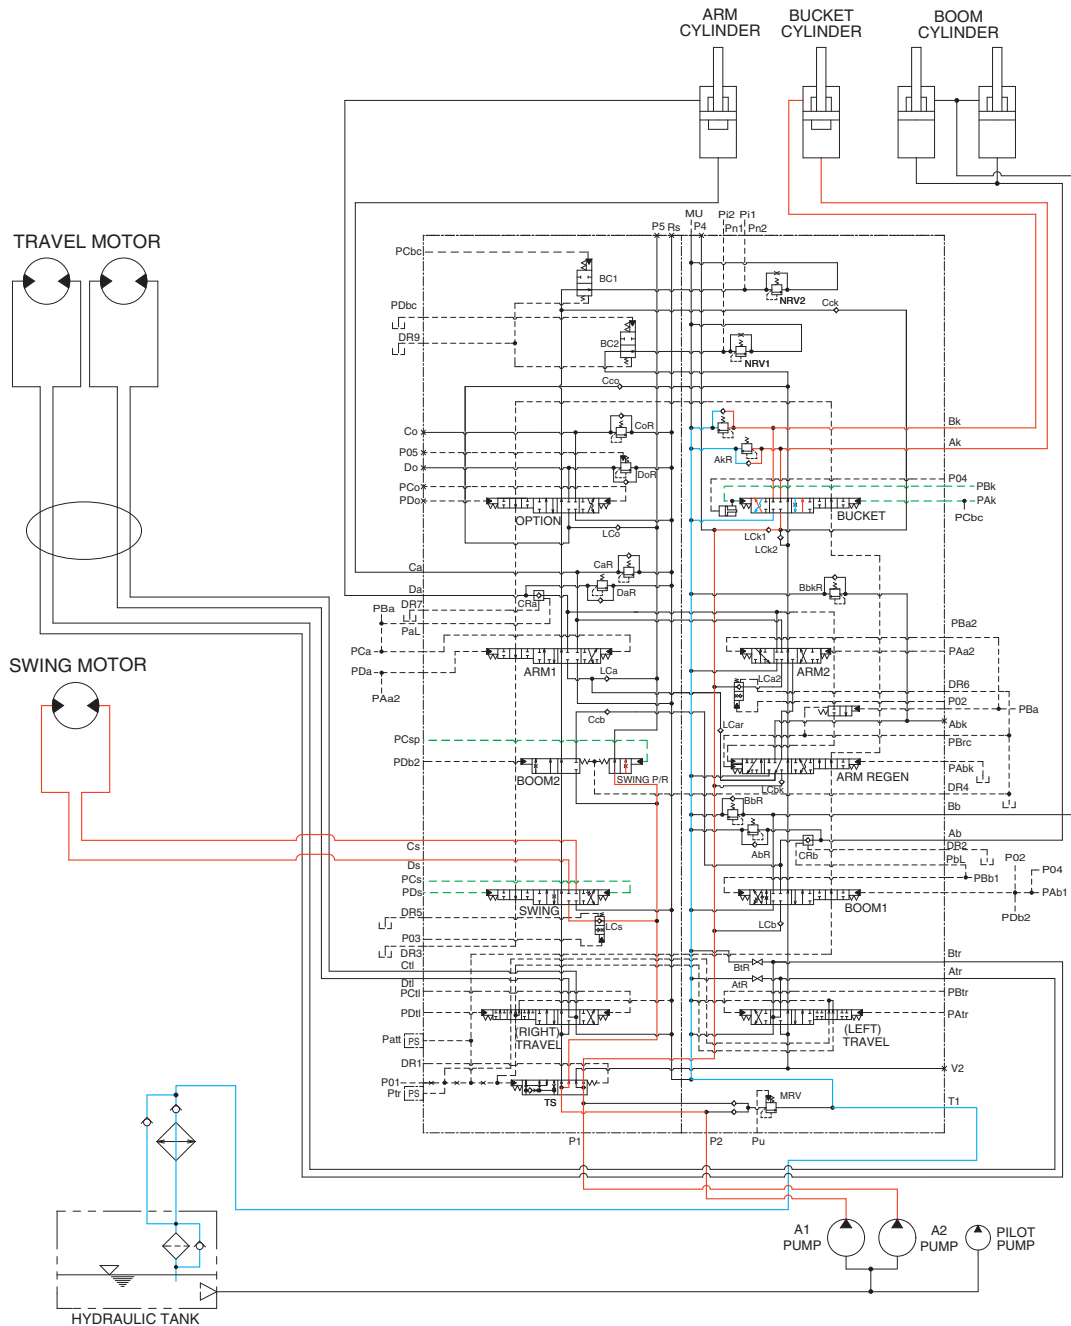 ARM
CYLINDER
BUCKET
CYLINDER
BOOM
CYLINDER
TRAVEL MOTOR
SWING MOTOR
P5
Rs
MU
P4
Pi2
Pn1
Pi1
Pn2
PCbc
BC1
NRV2
Cck
PDbc
DR9
BC2
NRV1
Cco
Co
CoR
Bk
Ak
P05
Do
DoR
AkR
PCo
PDo
P04
PBk
PAk
PCbc
OPTION
BUCKET
LCo
LCk1
LCk2
Ca
CaR
Da
DaR
BbkR
PBa
DR7
CRa
PaL
PBa2
PCa
PAa2
PDa
ARM1
ARM2
PAa2
LCa
LCa2
DR6
P02
PBa
Ccb
LCar
Abk
PCsp
PBrc
PDb2
BOOM2
SWING P/R
ARM REGEN
PAbk
LCbk
DR4
BbR
Bb
AbR
CRb
Ab
Cs
DR2
Ds
PbL
P02
P04
PCs
PBb1
PDs
PAb1
SWING
BOOM1
PDb2
DR5
LCs
LCb
P03
DR3
Btr
Ctl
BtR
Atr
Dtl
AtR
PCtl
PBtr
PDtl
PAtr
(RIGHT)
TRAVEL
(LEFT)
TRAVEL
Patt
PS
DR1
V2
P01
Ptr
PS
TS
MRV
T1
P1
P2
Pu
A1
PUMP
A2
PUMP
PILOT
PUMP
HYDRAULIC TANK